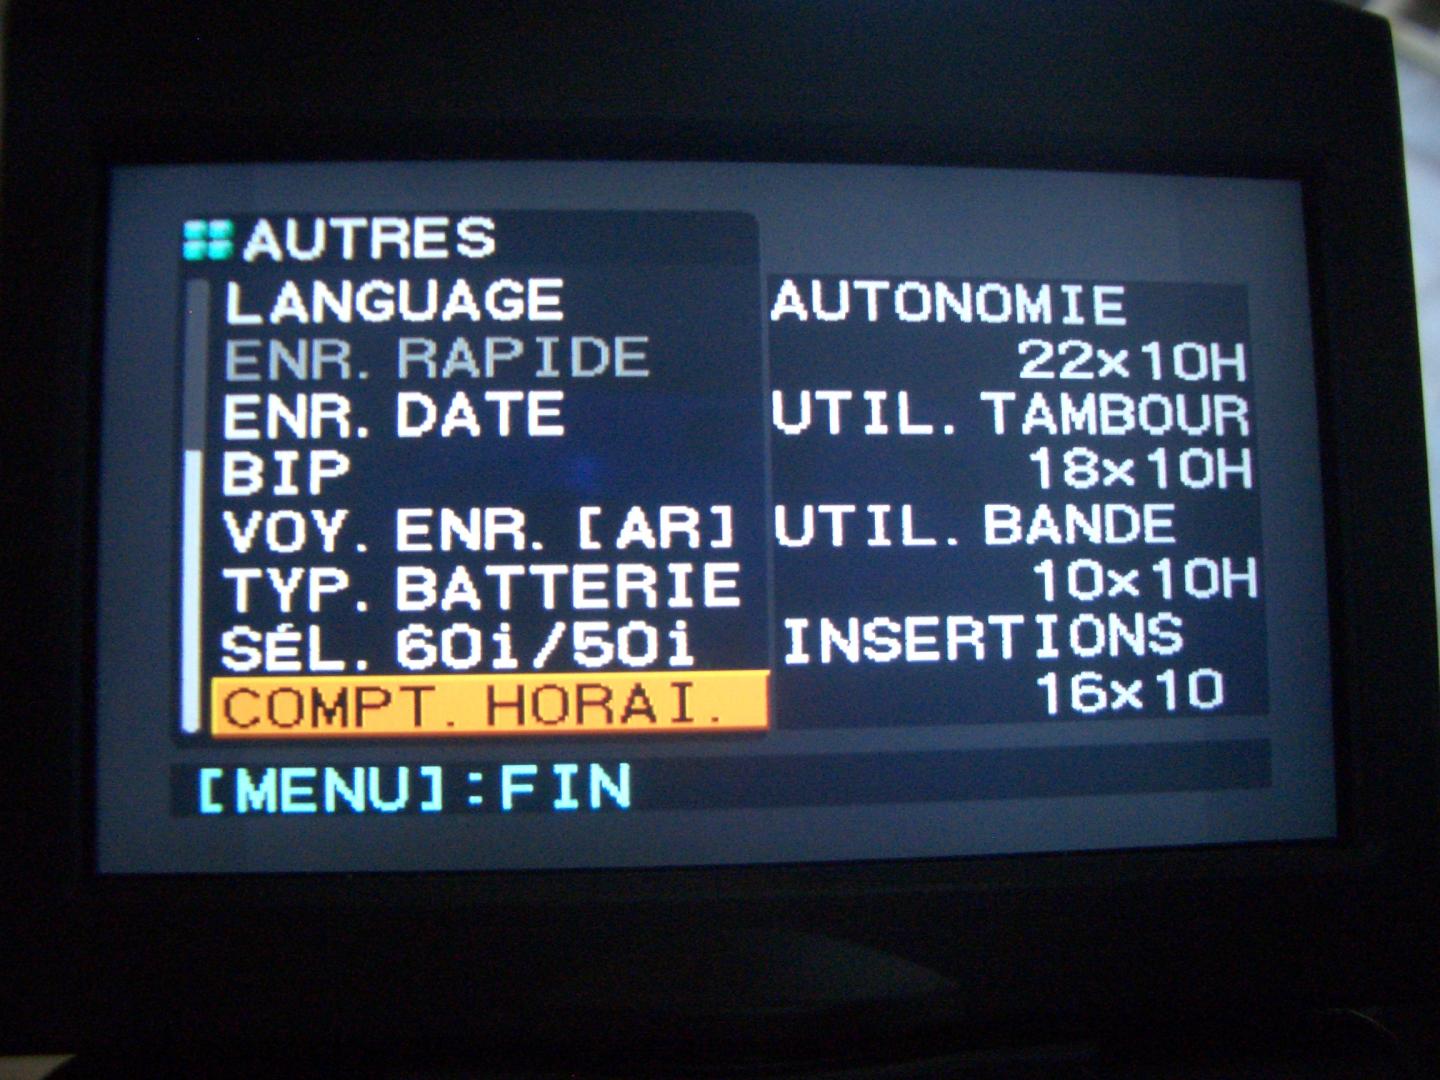 AUTRES
LANGUAGE
ENR. RAPIDE
ENR. DATE
BIP
VOY. ENR. [AR]
TYP. BATTERIE
SÉL. 60i/50i
COMPT. HORAI.
AUTONOMIE
22x10H
UTIL. TAMBOUR
18x10H
UTIL. BANDE
10x10H
INSERTIONS
16x10
[MENU]:FIN